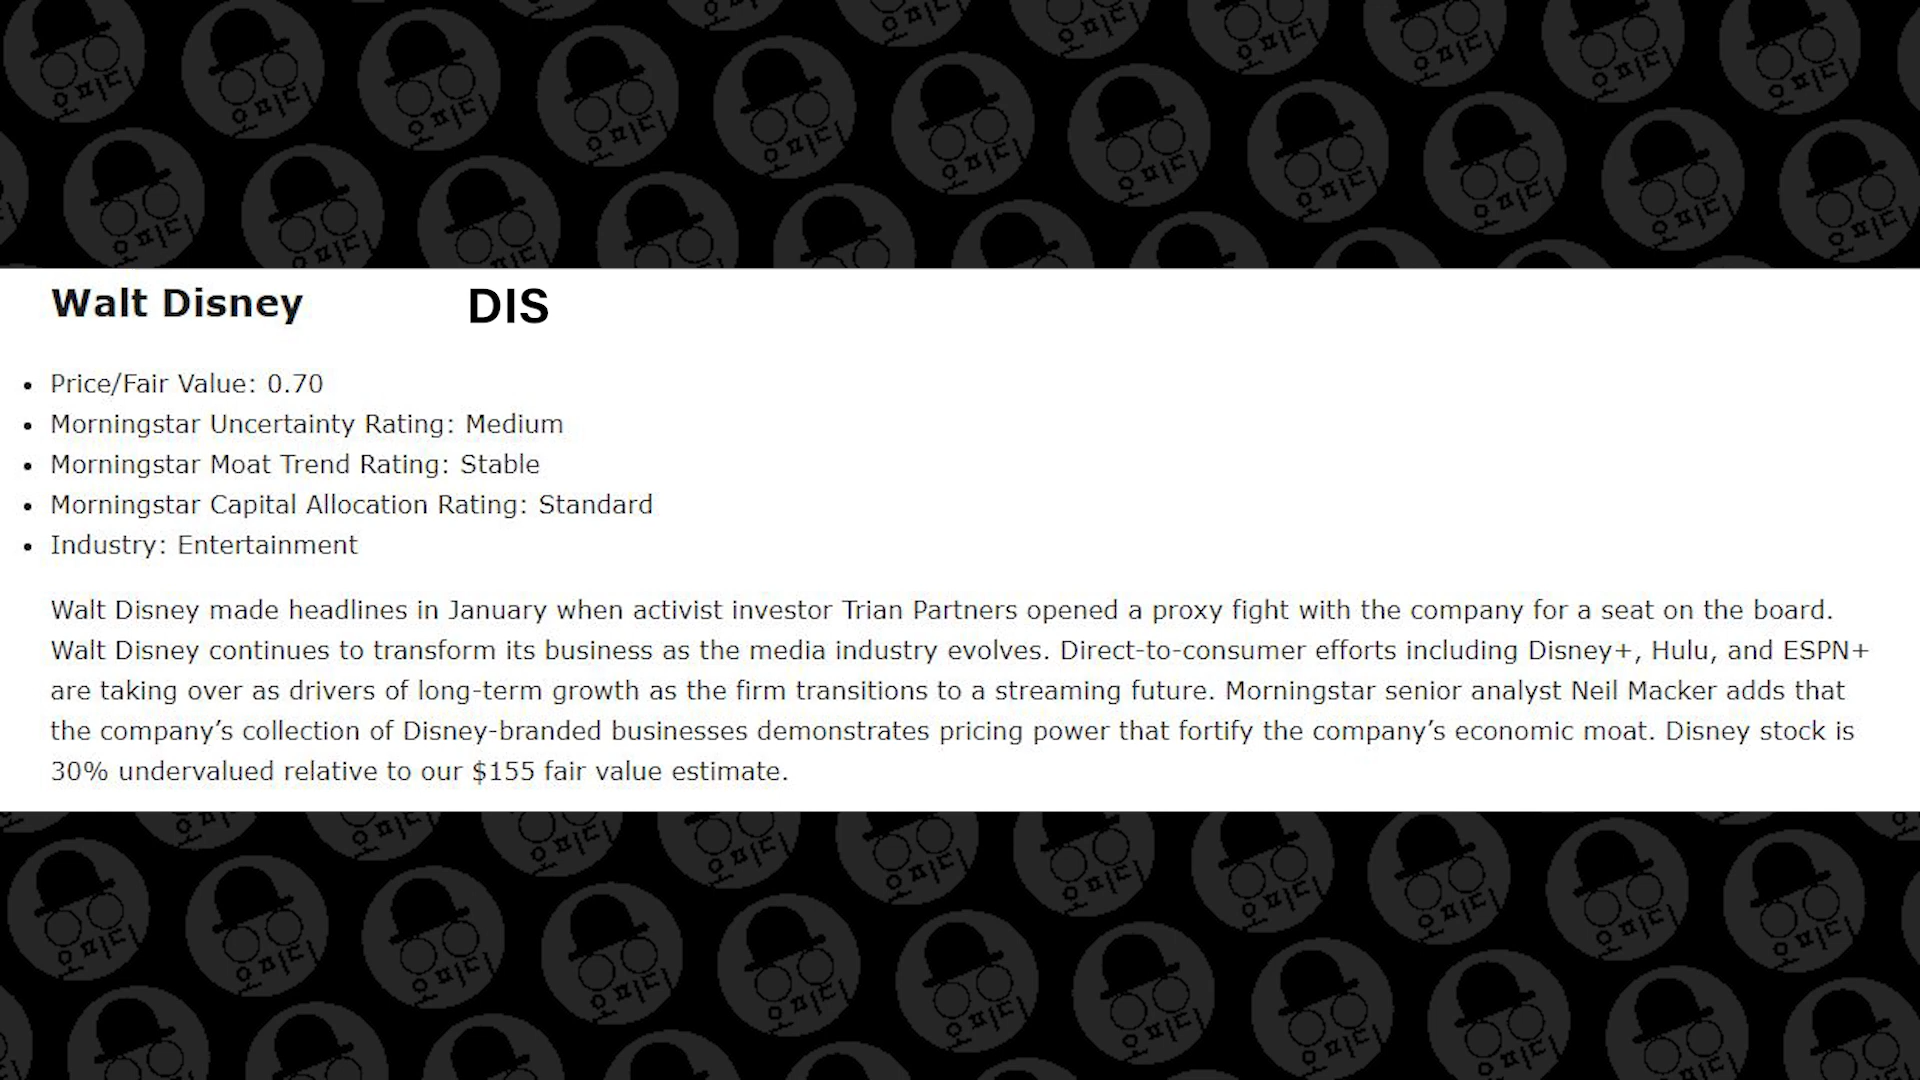 Walt Disney DIS
• Price/Fair Value: 0.70
• Morningstar Uncertainty Rating: Medium
• Morningstar Moat Trend Rating: Stable
• Morningstar Capital Allocation Rating: Standard
• Industry: Entertainment
Walt Disney made headlines in January when activist investor Trian Partners opened a proxy fight with the company for a seat on the board.
Walt Disney continues to transform its business as the media industry evolves. Direct-to-consumer efforts including Disney+, Hulu, and ESPN+
are taking over as drivers of long-term growth as the firm transitions to a streaming future. Morningstar senior analyst Neil Macker adds that
the company’s collection of Disney-branded businesses demonstrates pricing power that fortify the company’s economic moat. Disney stock is
30% undervalued relative to our $155 fair value estimate.